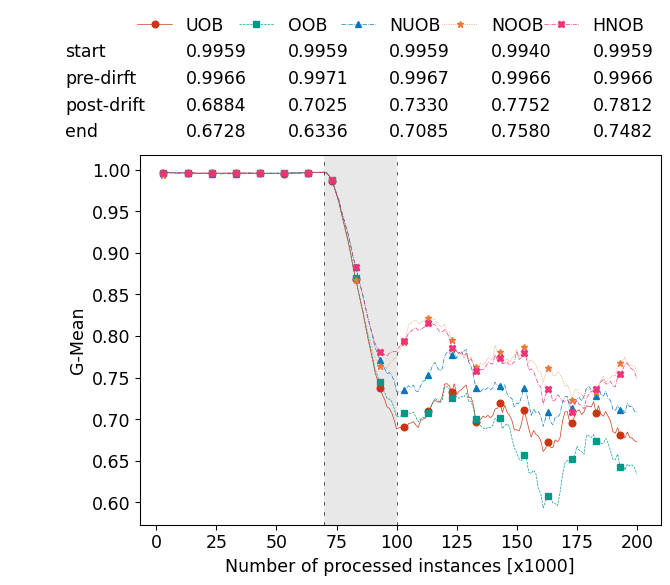 UOB OOB NUOB NOOB HNOB
start 0.9959 0.9959 0.9959 0.9940 0.9959
pre-dirft 0.9966 0.9971 0.9967 0.9966 0.9966
post-drift 0.6884 0.7025 0.7330 0.7752 0.7812
end 0.6728 0.6336 0.7085 0.7580 0.7482
1.00
0.95
0.90
0.85
0.80
0.75
0.70
0.65
0.60
G-Mean
0 25 50 75 100 125 150 175 200
Number of processed instances [x1000]